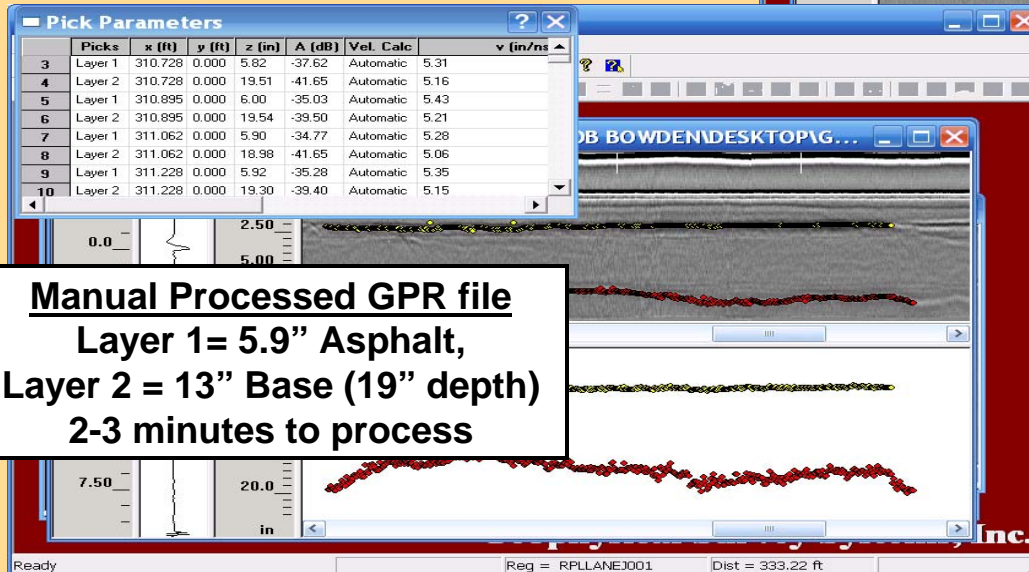 Pick Parameters
Picks x (ft) y (ft) z (in) A (dB) Vel. Calc v (in/ns
3 Layer 1 310.728 0.000 5.82 -37.62 Automatic 5.31
4 Layer 2 310.728 0.000 19.51 -41.65 Automatic 5.16
5 Layer 1 310.895 0.000 6.00 -35.03 Automatic 5.43
6 Layer 2 310.895 0.000 19.54 -39.50 Automatic 5.21
7 Layer 1 311.062 0.000 5.90 -34.77 Automatic 5.28
8 Layer 2 311.062 0.000 18.98 -41.65 Automatic 5.06
9 Layer 1 311.228 0.000 5.92 -35.28 Automatic 5.35
10 Layer 2 311.228 0.000 19.30 -39.40 Automatic 5.15
OB BOWDEN\DESKTOP\G...
0.0
2.50
5.00
Manual Processed GPR file
Layer 1= 5.9” Asphalt,
Layer 2 = 13” Base (19” depth)
2-3 minutes to process
7.50
20.0
in
Inc.
Ready Reg = RPLLANEJ001 Dist = 333.22 ft